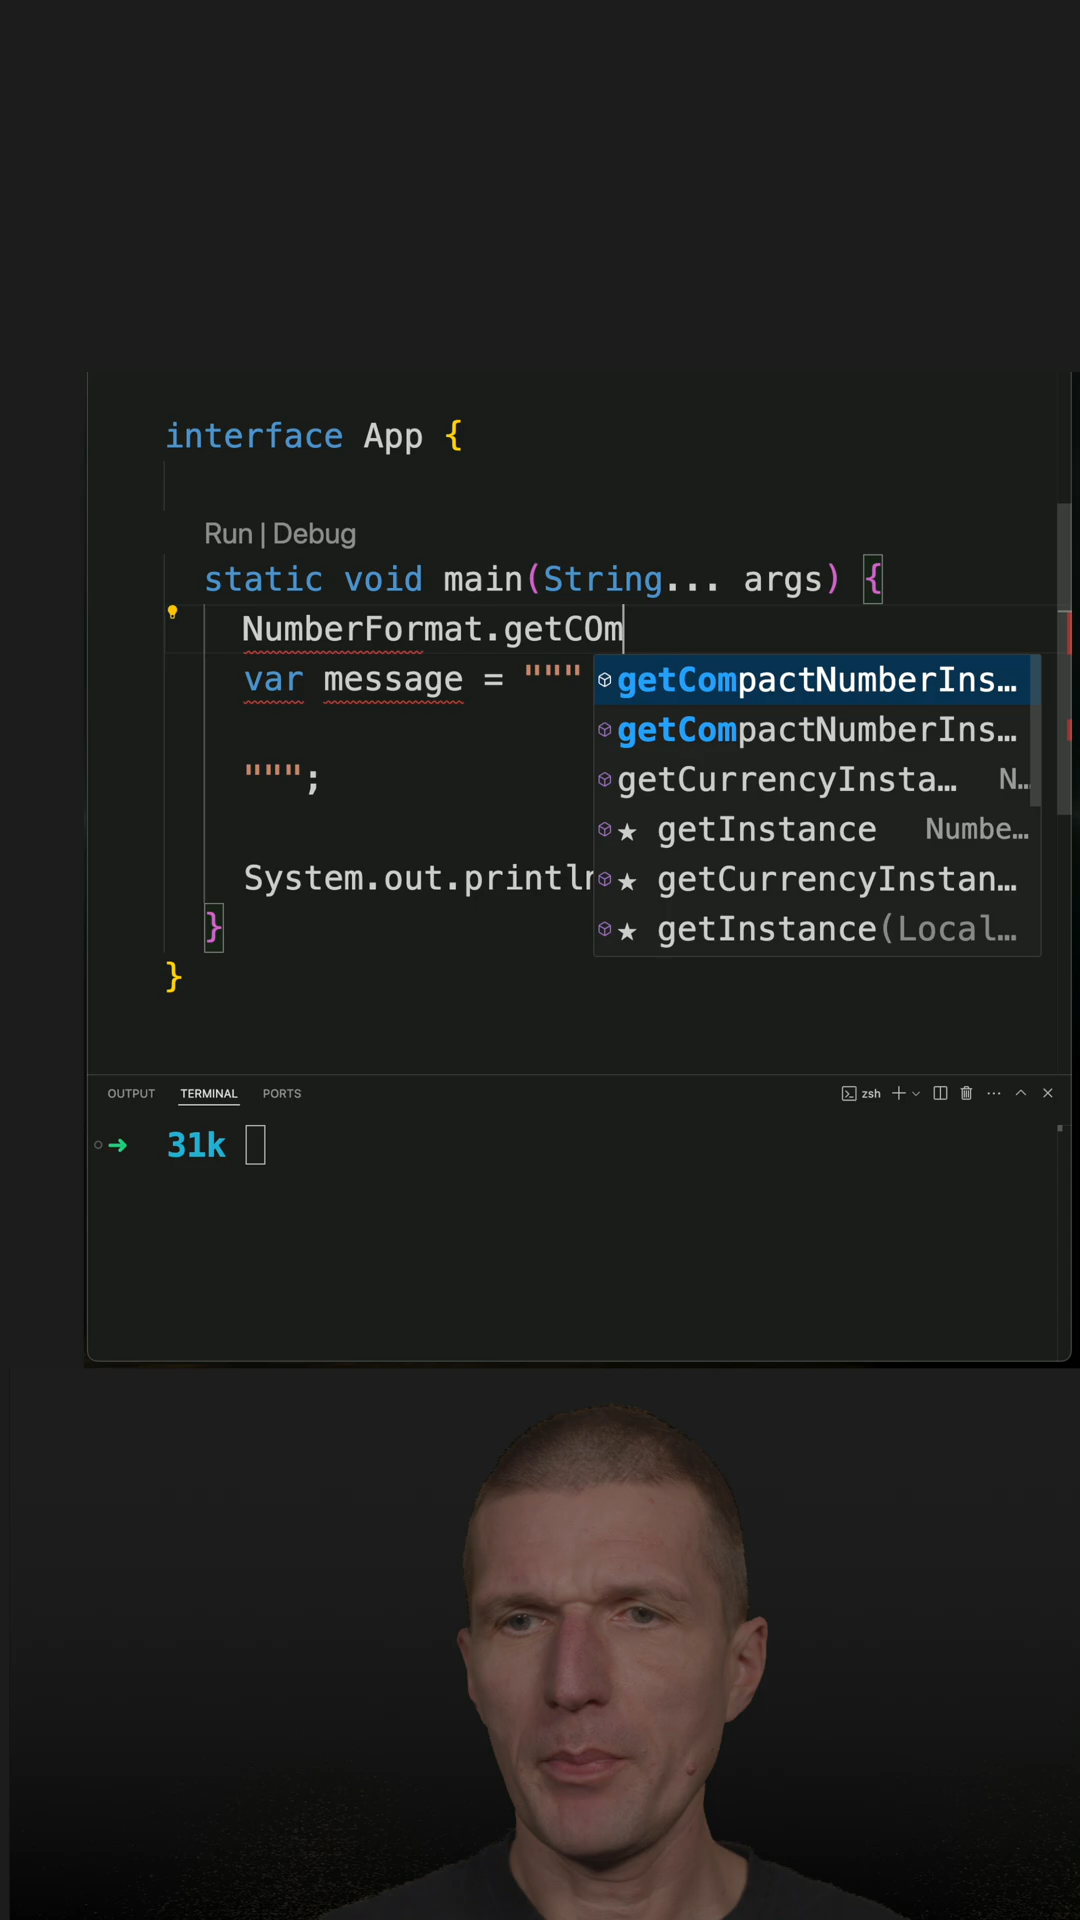 interface App {
Run | Debug
static void main(String... args) {
NumberFormat.getCOm
var message = """
getCompactNumberIns…
getCompactNumberIns…
getCurrencyInsta… N…
""";
★ getInstance Numbe…
System.out.println
★ getCurrencyInstan…
★ getInstance(Local…
}
}
OUTPUT TERMINAL PORTS zsh
31k